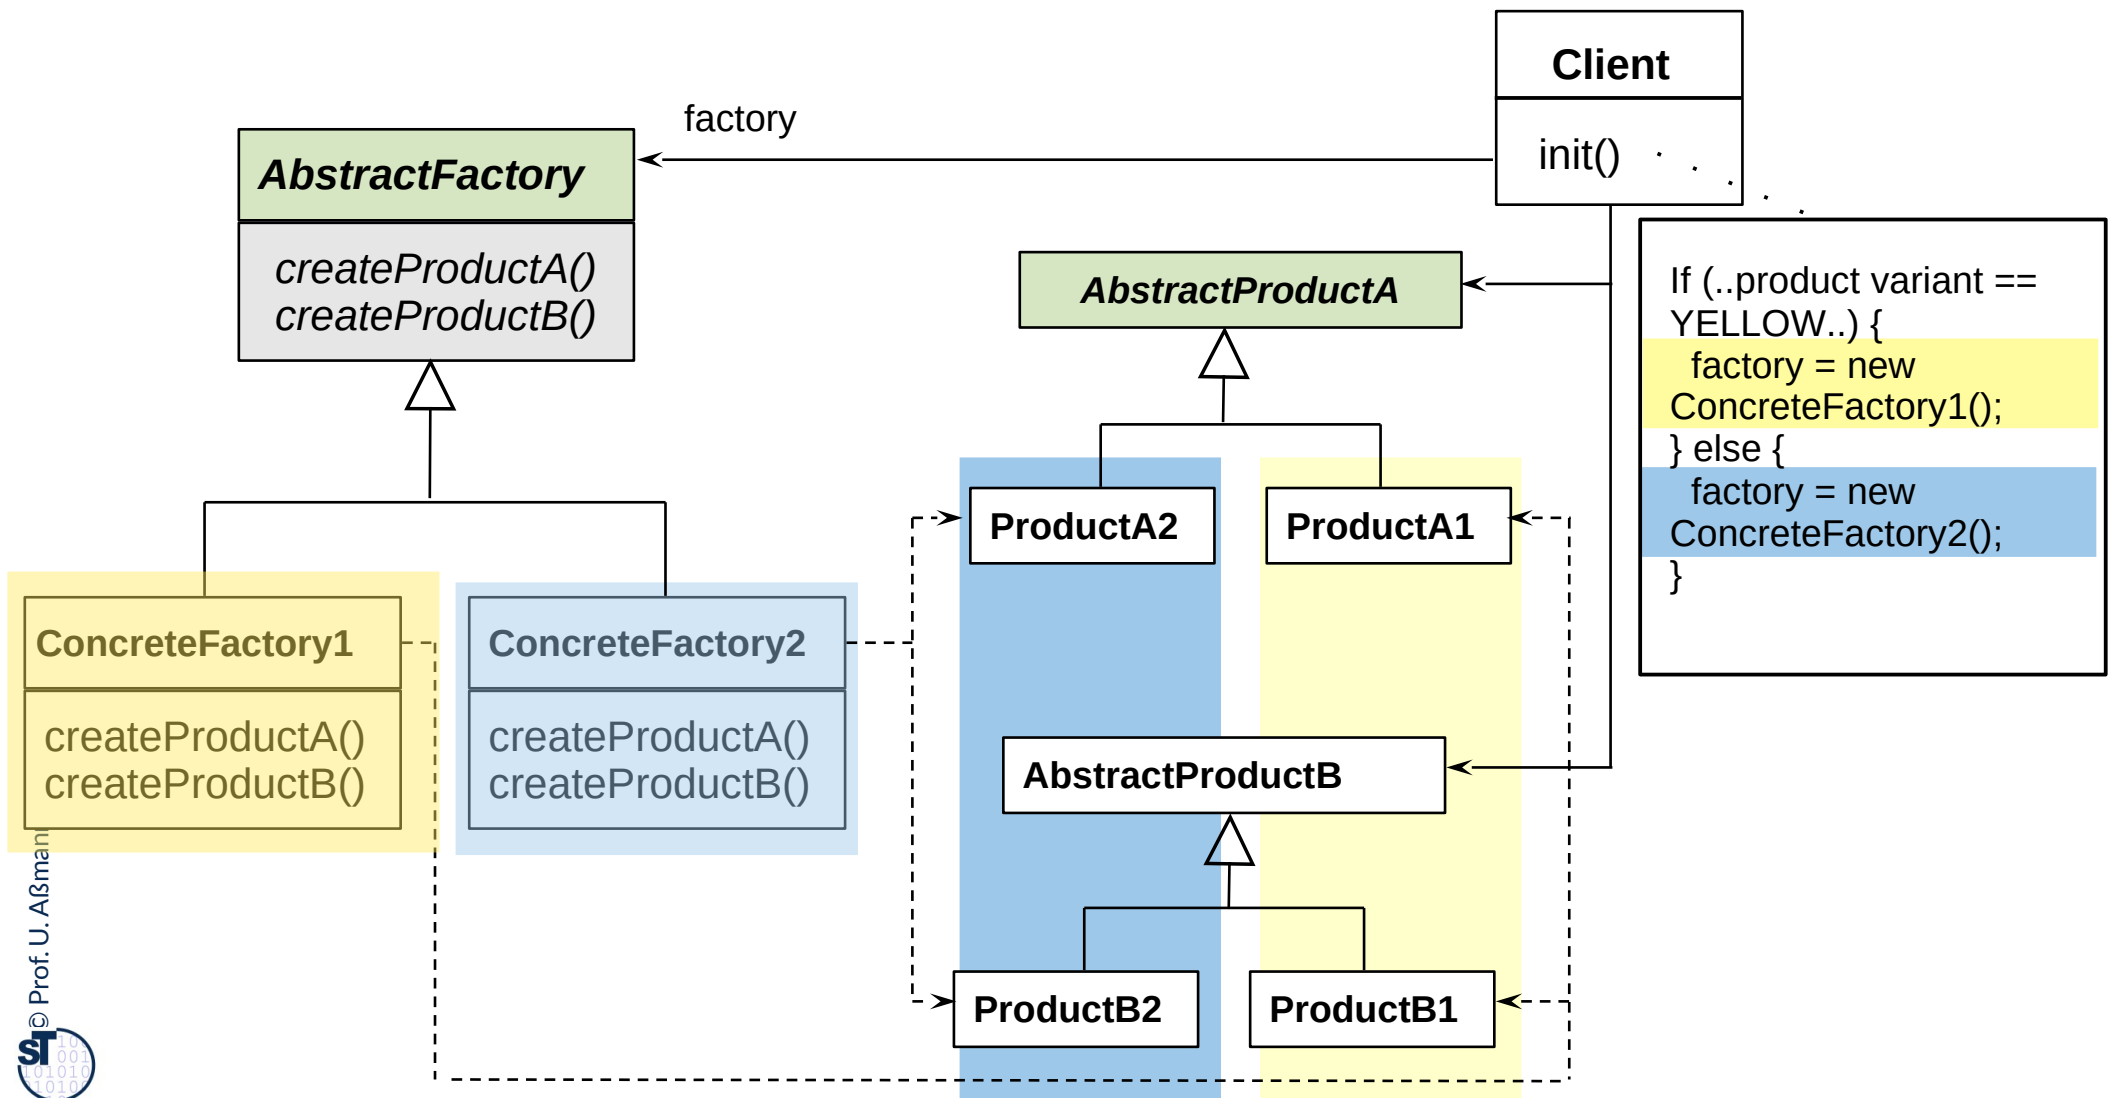 Client
init()
factory
AbstractFactory
createProductA()
createProductB()
AbstractProductA
If (..product variant ==
YELLOW..) {
factory = new
ConcreteFactory1();
} else {
factory = new
ConcreteFactory2();
}
ProductA2
ProductA1
ConcreteFactory1
createProductA()
createProductB()
ConcreteFactory2
createProductA()
createProductB()
AbstractProductB
ProductB2
ProductB1
© Prof. U. Aßmann
ST